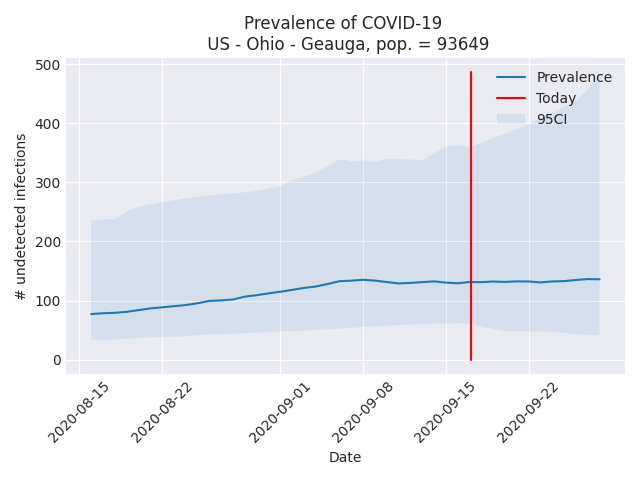 Prevalence of COVID-19
US - Ohio - Geauga, pop. = 93649
500
400
300
200
100
0
# undetected infections
Prevalence
Today
95CI
2020-08-15
2020-08-22
2020-09-01
2020-09-08
2020-09-15
2020-09-22
Date